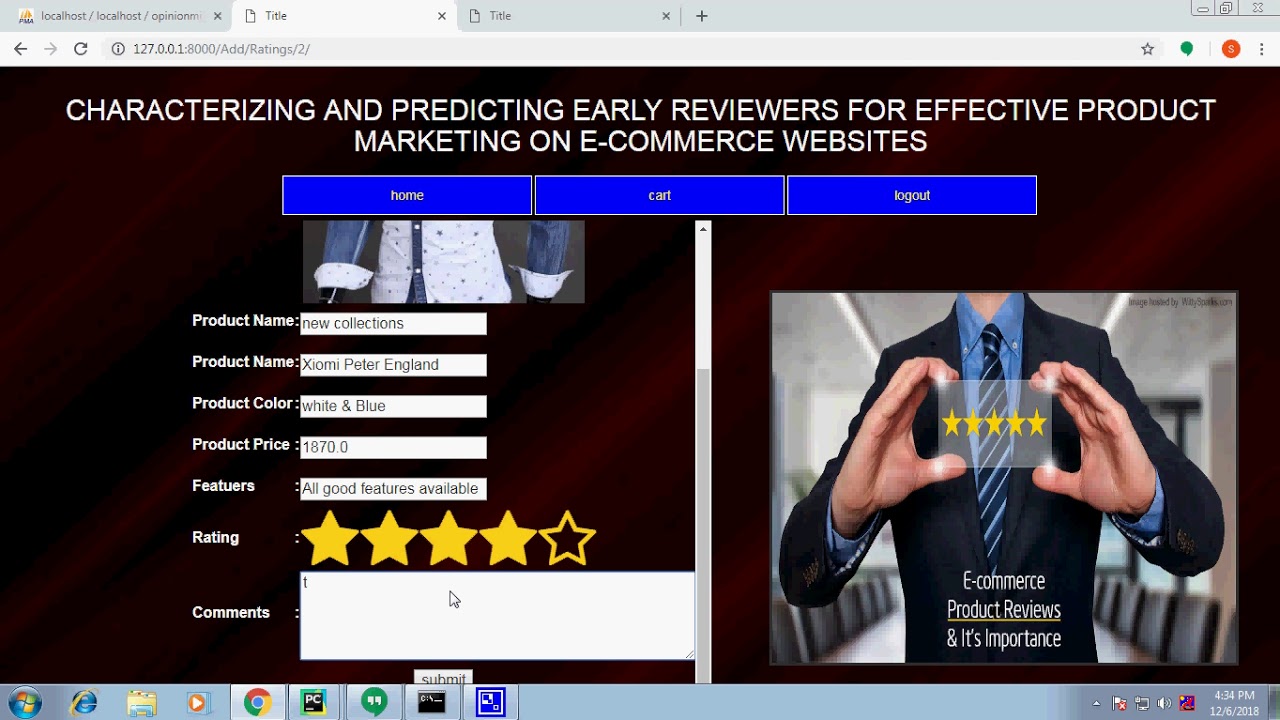 localhost / localhost / opinionmi
Title
Title
127.0.0.1:8000/Add/Ratings/2/
S
CHARACTERIZING AND PREDICTING EARLY REVIEWERS FOR EFFECTIVE PRODUCT
MARKETING ON E-COMMERCE WEBSITES
home
cart
logout
Product Name:
new collections
Product Name:
Xiomi Peter England
Product Color :
white & Blue
Product Price :
1870.0
Featuers :
All good features available
Rating :
Comments :
t
submit
Image hosted by WittySparks.com
E-commerce
Product Reviews
& It's Importance
PC
4:34 PM
12/6/2018